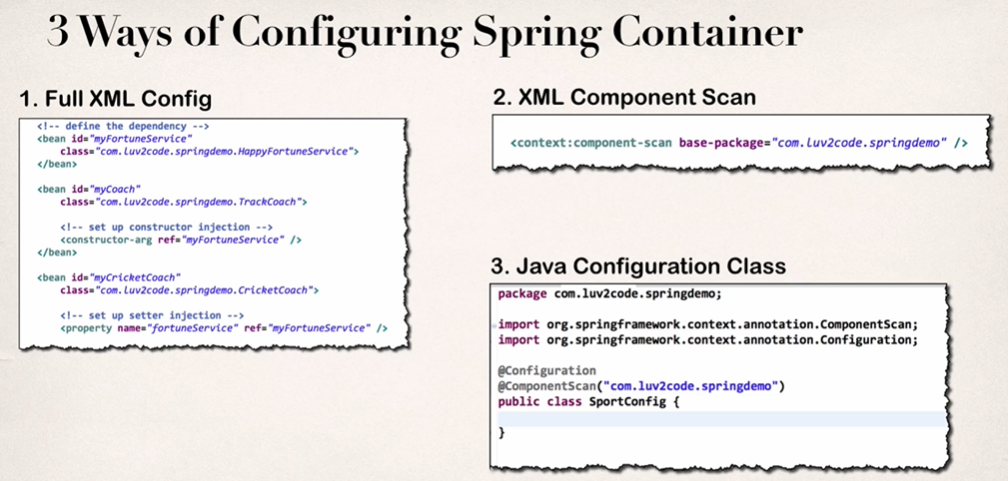 3 Ways of Configuring Spring Container
1. Full XML Config
<!-- define the dependency -->
<bean id="myFortuneService"
class="com.luv2code.springdemo.HappyFortuneService">
</bean>
<bean id="myCoach"
class="com.luv2code.springdemo.TrackCoach">
<!-- set up constructor injection -->
<constructor-arg ref="myFortuneService" />
</bean>
<bean id="myCricketCoach"
class="com.luv2code.springdemo.CricketCoach">
<!-- set up setter injection -->
<property name="fortuneService" ref="myFortuneService" />
2. XML Component Scan
<context:component-scan base-package="com.luv2code.springdemo" />
3. Java Configuration Class
package com.luv2code.springdemo;
import org.springframework.context.annotation.ComponentScan;
import org.springframework.context.annotation.Configuration;
@Configuration
@ComponentScan("com.luv2code.springdemo")
public class SportConfig {
}